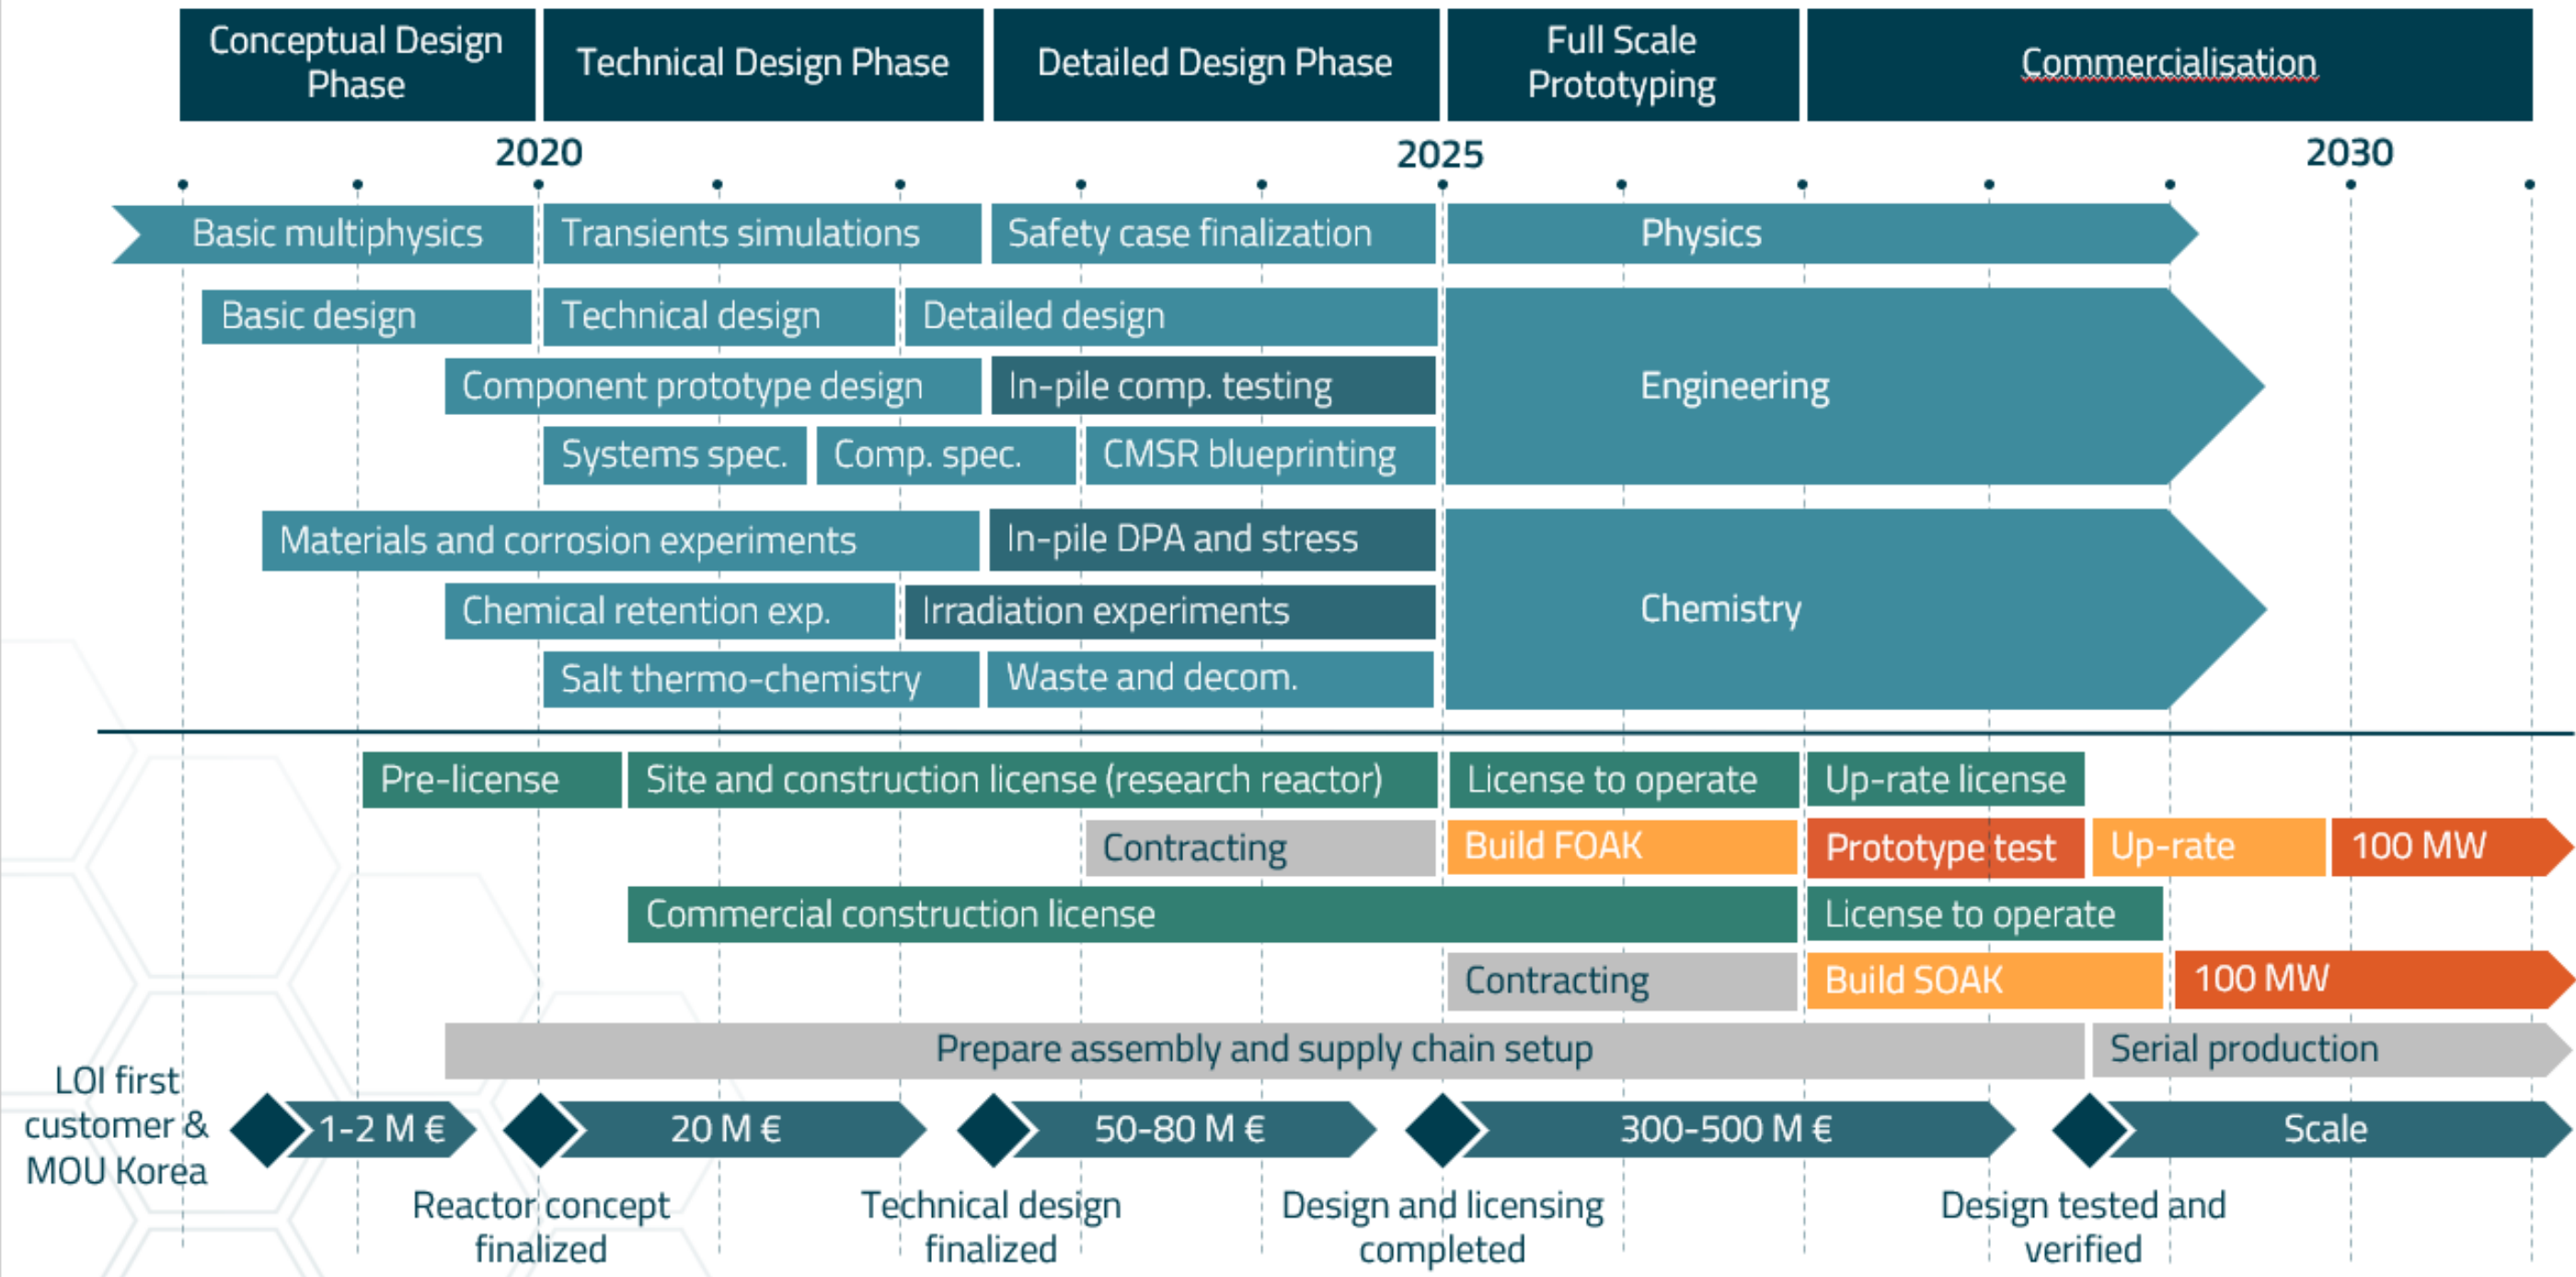 Conceptual Design
Phase
Technical Design Phase
Detailed Design Phase
Full Scale
Prototyping
Commercialisation
2020
2025
2030
Basic multiphysics
Transients simulations
Safety case finalization
Physics
Basic design
Technical design
Detailed design
Component prototype design
In-pile comp. testing
Engineering
Systems spec.
Comp. spec.
CMSR blueprinting
Materials and corrosion experiments
In-pile DPA and stress
Chemical retention exp.
Irradiation experiments
Chemistry
Salt thermo-chemistry
Waste and decom.
Pre-license
Site and construction license (research reactor)
License to operate
Up-rate license
Contracting
Build FOAK
Prototype test
Up-rate
100 MW
Commercial construction license
License to operate
Contracting
Build SOAK
100 MW
Prepare assembly and supply chain setup
Serial production
LOI first
customer &
MOU Korea
1-2 M €
20 M €
50-80 M €
300-500 M €
Scale
Reactor concept
finalized
Technical design
finalized
Design and licensing
completed
Design tested and
verified